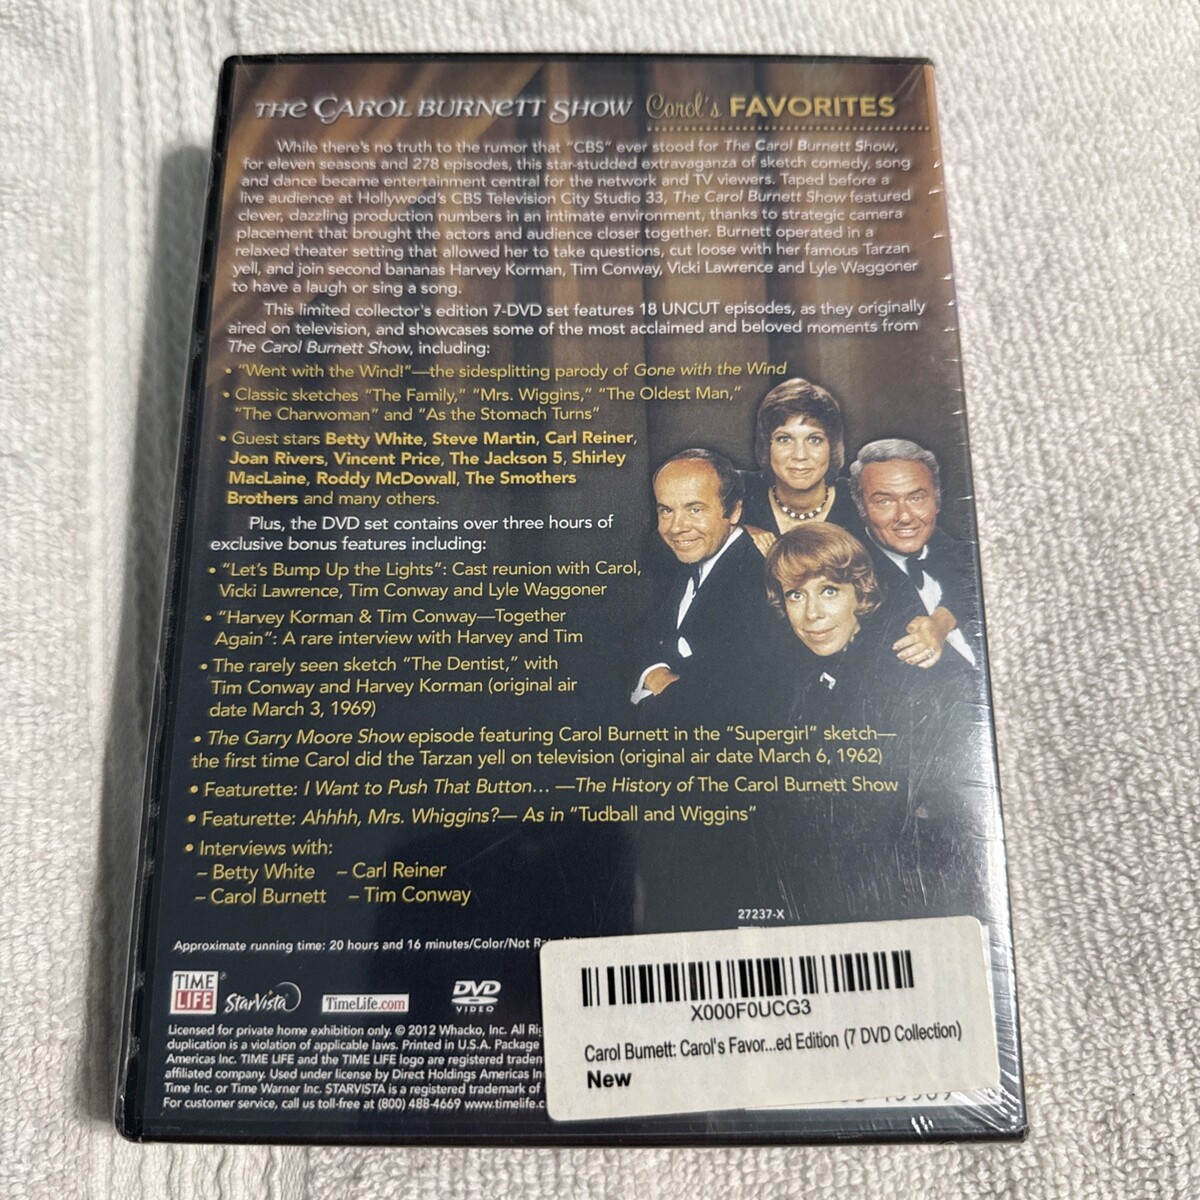 THE CAROL BURNETT SHOW Carol's FAVORITES
While there's no truth to the rumor that "CBS" ever stood for The Carol Burnett Show,
for eleven seasons and 278 episodes, this star-studded extravaganza of sketch comedy, song
and dance became entertainment central for the network and TV viewers. Taped before a
live audience at Hollywood's CBS Television City Studio 33, The Carol Burnett Show featured
clever, dazzling production numbers in an intimate environment, thanks to strategic camera
placement that brought the actors and audience closer together. Burnett operated in a
relaxed theater setting that allowed her to take questions, cut loose with her famous Tarzan
yell, and join second bananas Harvey Korman, Tim Conway, Vicki Lawrence and Lyle Waggoner
to have a laugh or sing a song.
This limited collector's edition 7-DVD set features 18 UNCUT episodes, as they originally
aired on television, and showcases some of the most acclaimed and beloved moments from
The Carol Burnett Show, including:
• "Went with the Wind!"—the sidesplitting parody of Gone with the Wind
• Classic sketches "The Family," "Mrs. Wiggins," "The Oldest Man,"
"The Charwoman" and "As the Stomach Turns"
• Guest stars Betty White, Steve Martin, Carl Reiner,
Joan Rivers, Vincent Price, The Jackson 5, Shirley
MacLaine, Roddy McDowall, The Smothers
Brothers and many others.
Plus, the DVD set contains over three hours of
exclusive bonus features including:
• "Let's Bump Up the Lights": Cast reunion with Carol,
Vicki Lawrence, Tim Conway and Lyle Waggoner
• "Harvey Korman & Tim Conway—Together
Again": A rare interview with Harvey and Tim
• The rarely seen sketch "The Dentist," with
Tim Conway and Harvey Korman (original air
date March 3, 1969)
• The Garry Moore Show episode featuring Carol Burnett in the "Supergirl" sketch—
the first time Carol did the Tarzan yell on television (original air date March 6, 1962)
• Featurette: I Want to Push That Button... —The History of The Carol Burnett Show
• Featurette: Ahhhh, Mrs. Whiggins?— As in "Tudball and Wiggins"
• Interviews with:
– Betty White – Carl Reiner
– Carol Burnett – Tim Conway
27237-X
Approximate running time: 20 hours and 16 minutes/Color/Not
TIME LIFE StarVista TimeLife.com DVD VIDEO
Licensed for private home exhibition only. © 2012 Whacko, Inc. All
duplication is a violation of applicable laws. Printed in U.S.A. Package
Americas Inc. TIME LIFE and the TIME LIFE logo are registered
affiliated company. Used under license by Direct Holdings Americas
Time Inc. or Time Warner Inc. STARVISTA is a registered trademark of
For customer service, call us toll-free at (800) 488-4669 www.timelife.c
X000F0UCG3
Carol Burnett: Carol's Favor...ed Edition (7 DVD Collection)
New